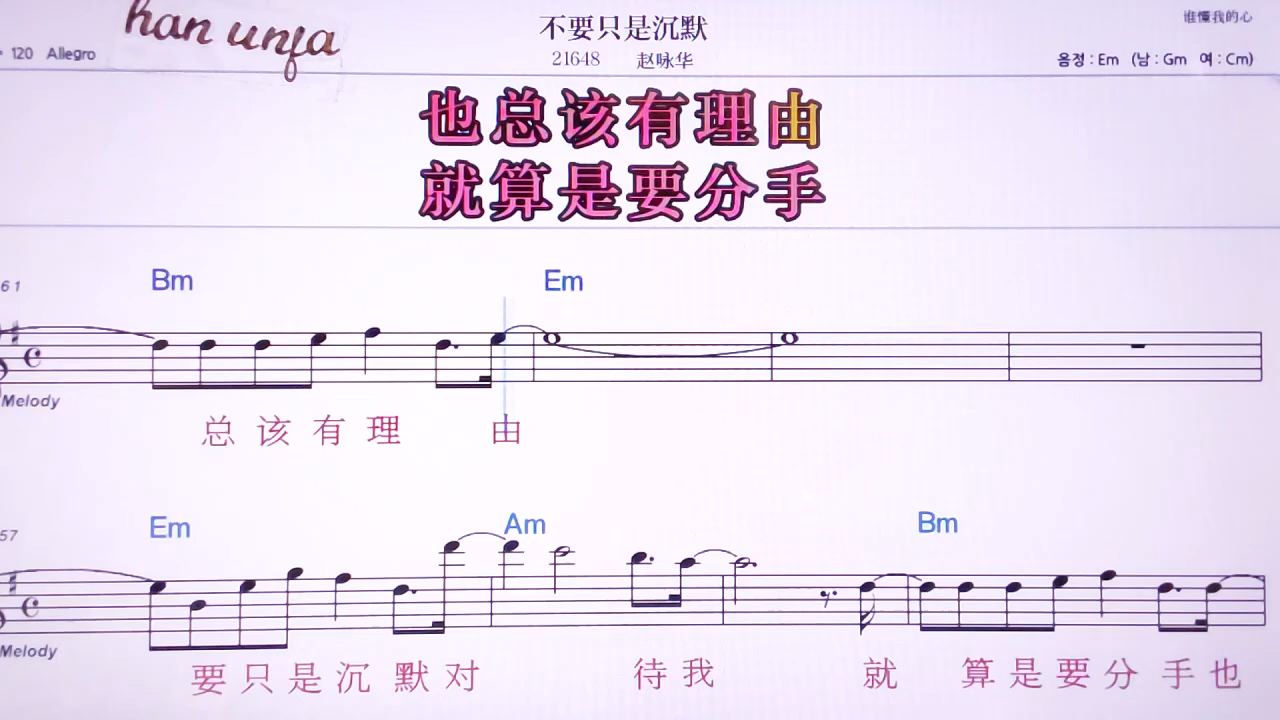 han unfa
不要只是沉默
谁懂我的心
= 120 Allegro
21648 赵咏华
음정 : Em (남 : Gm 여 : Cm)
也总该有理由
就算是要分手
61
Bm Em
Melody
总该有理 由
57
Em Am Bm
Melody
要只是沉默对 待我 就 算是要分手也